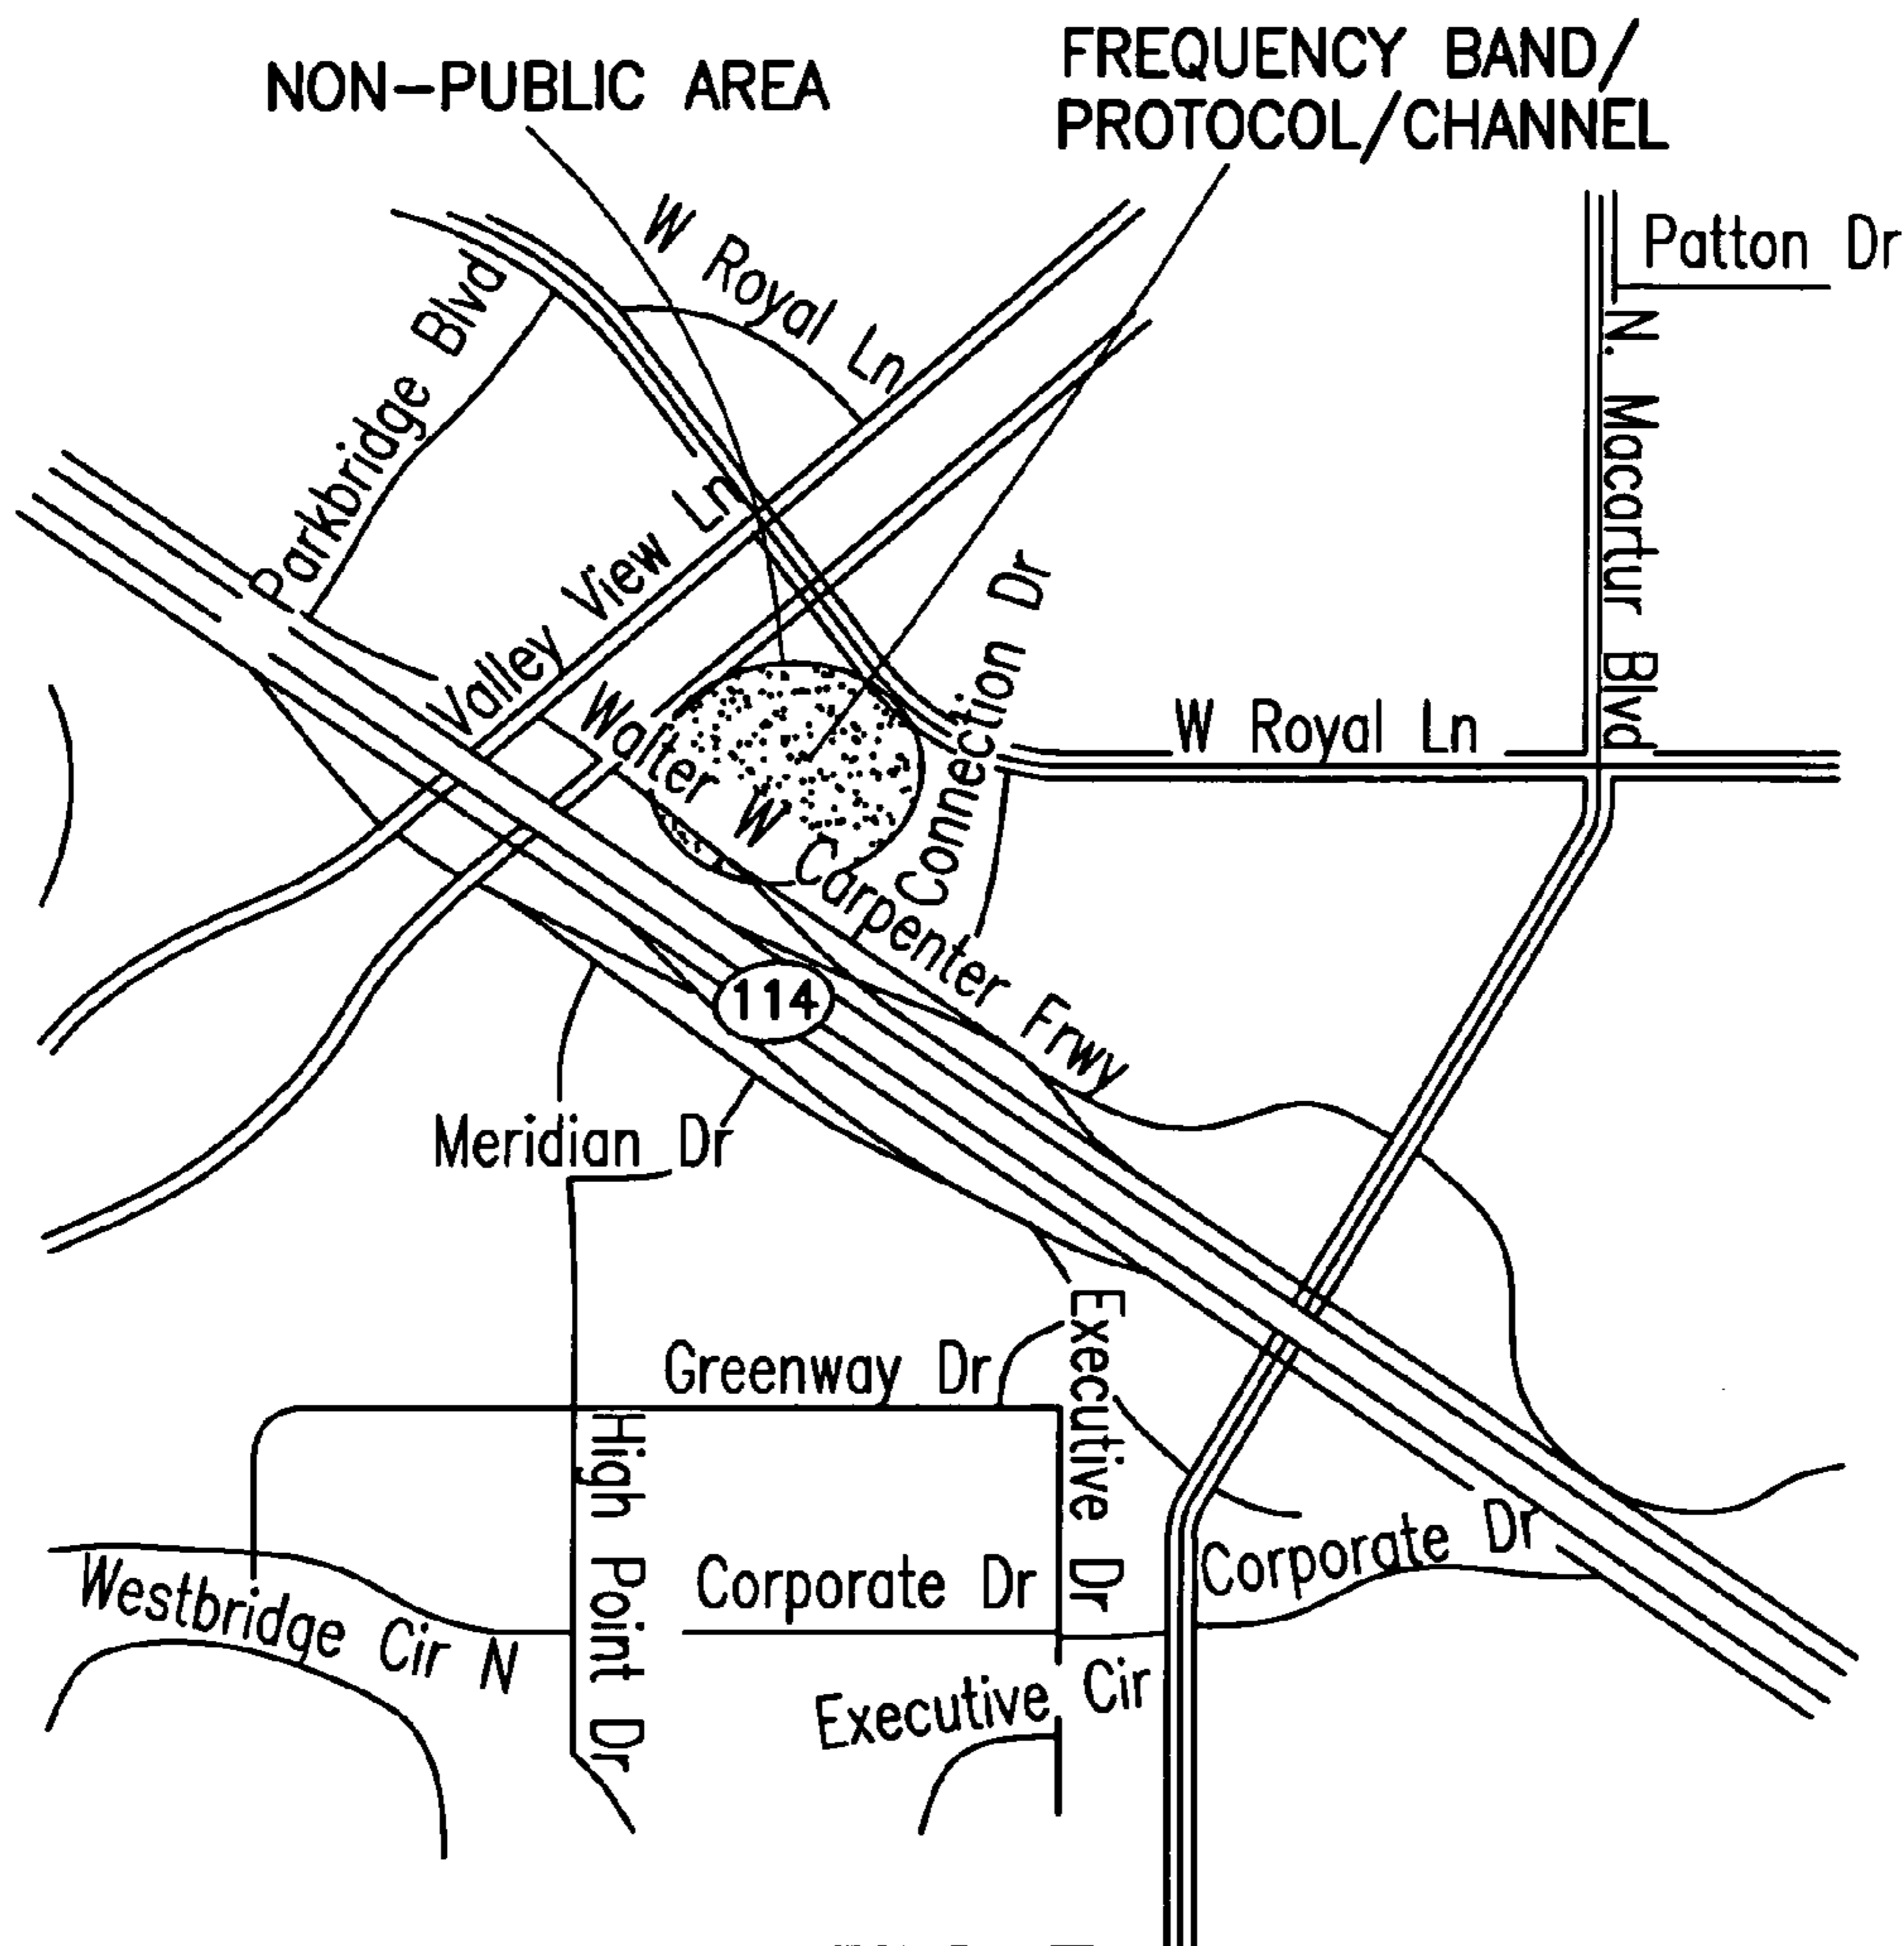 NON-PUBLIC AREA
FREQUENCY BAND/
PROTOCOL/CHANNEL
W Royal Ln
Patton Dr
Parkbridge Blvd
N. Macartur Blvd
Valley View Ln
Connection Dr
W Royal Ln
Walter W Carpenter Frwy
114
Meridian Dr
Greenway Dr
Executive Dr
High Point Dr
Corporate Dr
Corporate Dr
Westbridge Cir N
Executive Cir